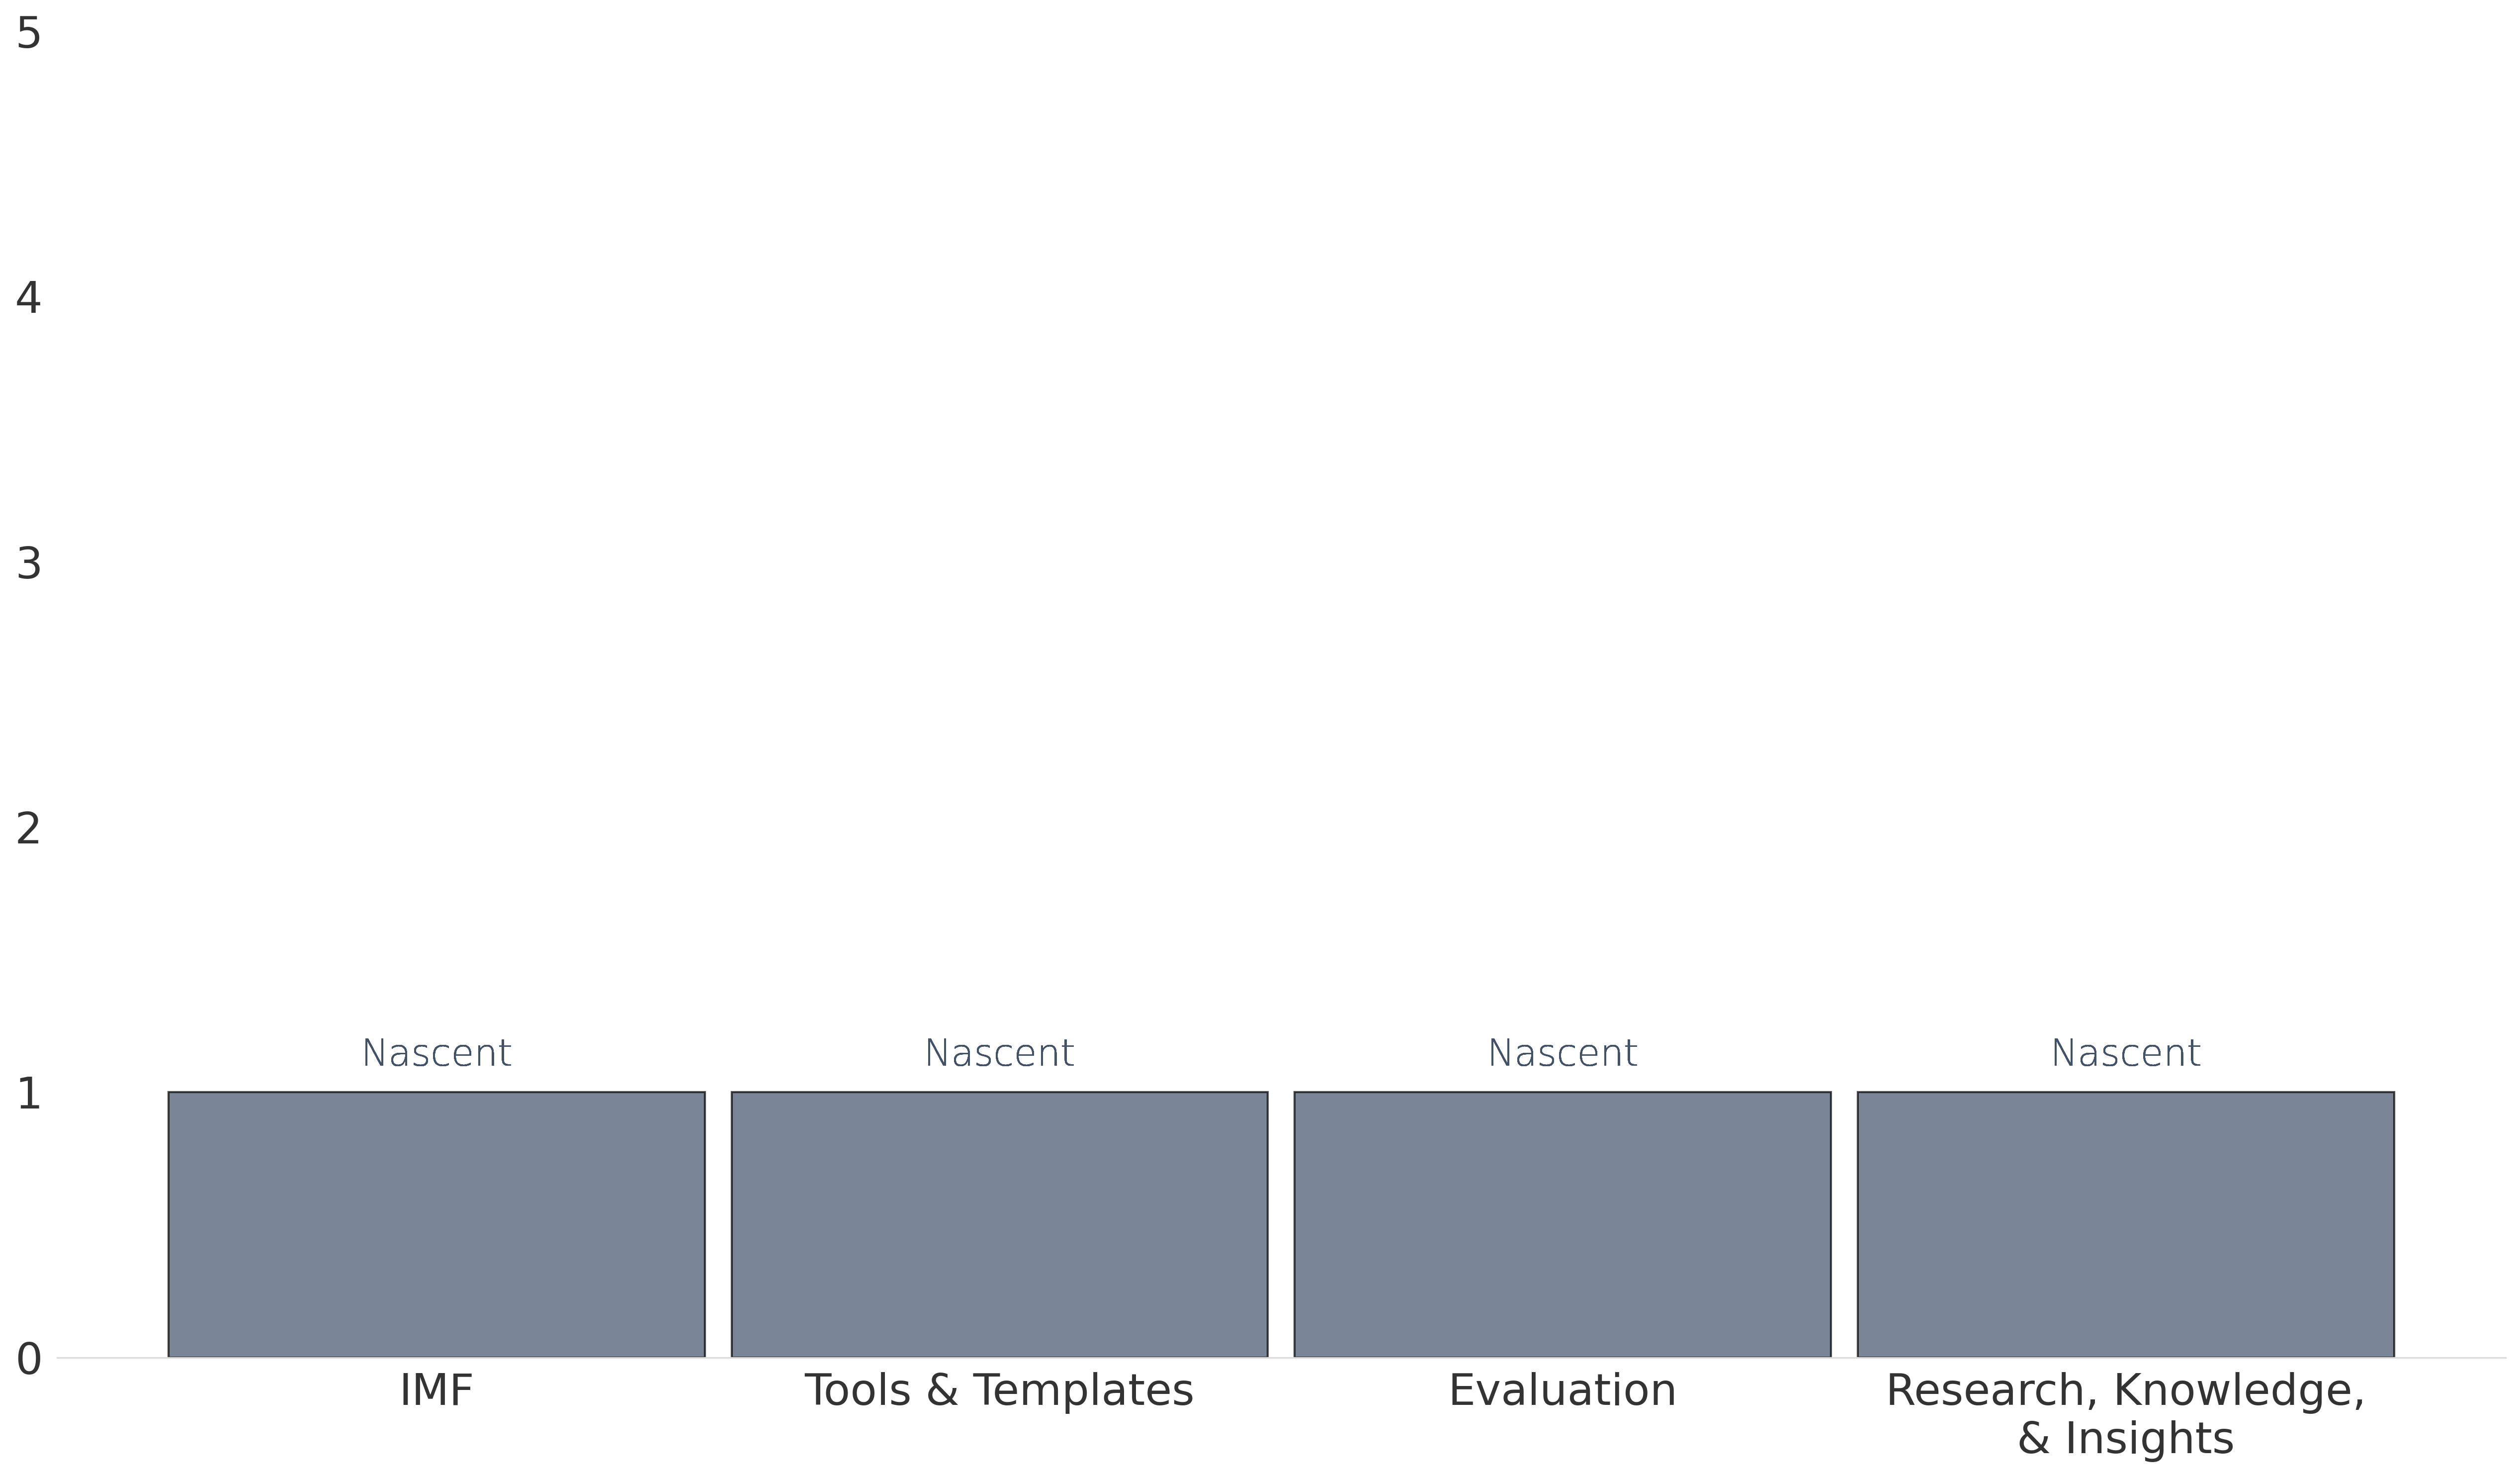 5
4
3
2
Nascent Nascent Nascent Nascent
1
0
IMF Tools & Templates Evaluation Research, Knowledge,
& Insights